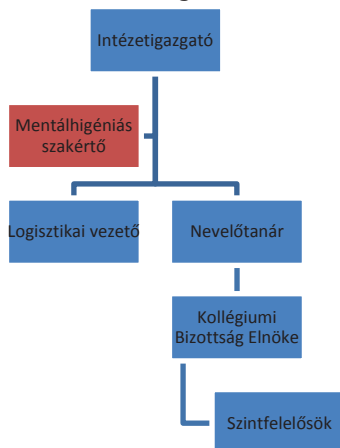 Intézetigazgató
Mentálhigéniás
szakértő
Logisztikai vezető
Nevelőtanár
Kollégiumi
Bizottság Elnöke
Szintfelelősök